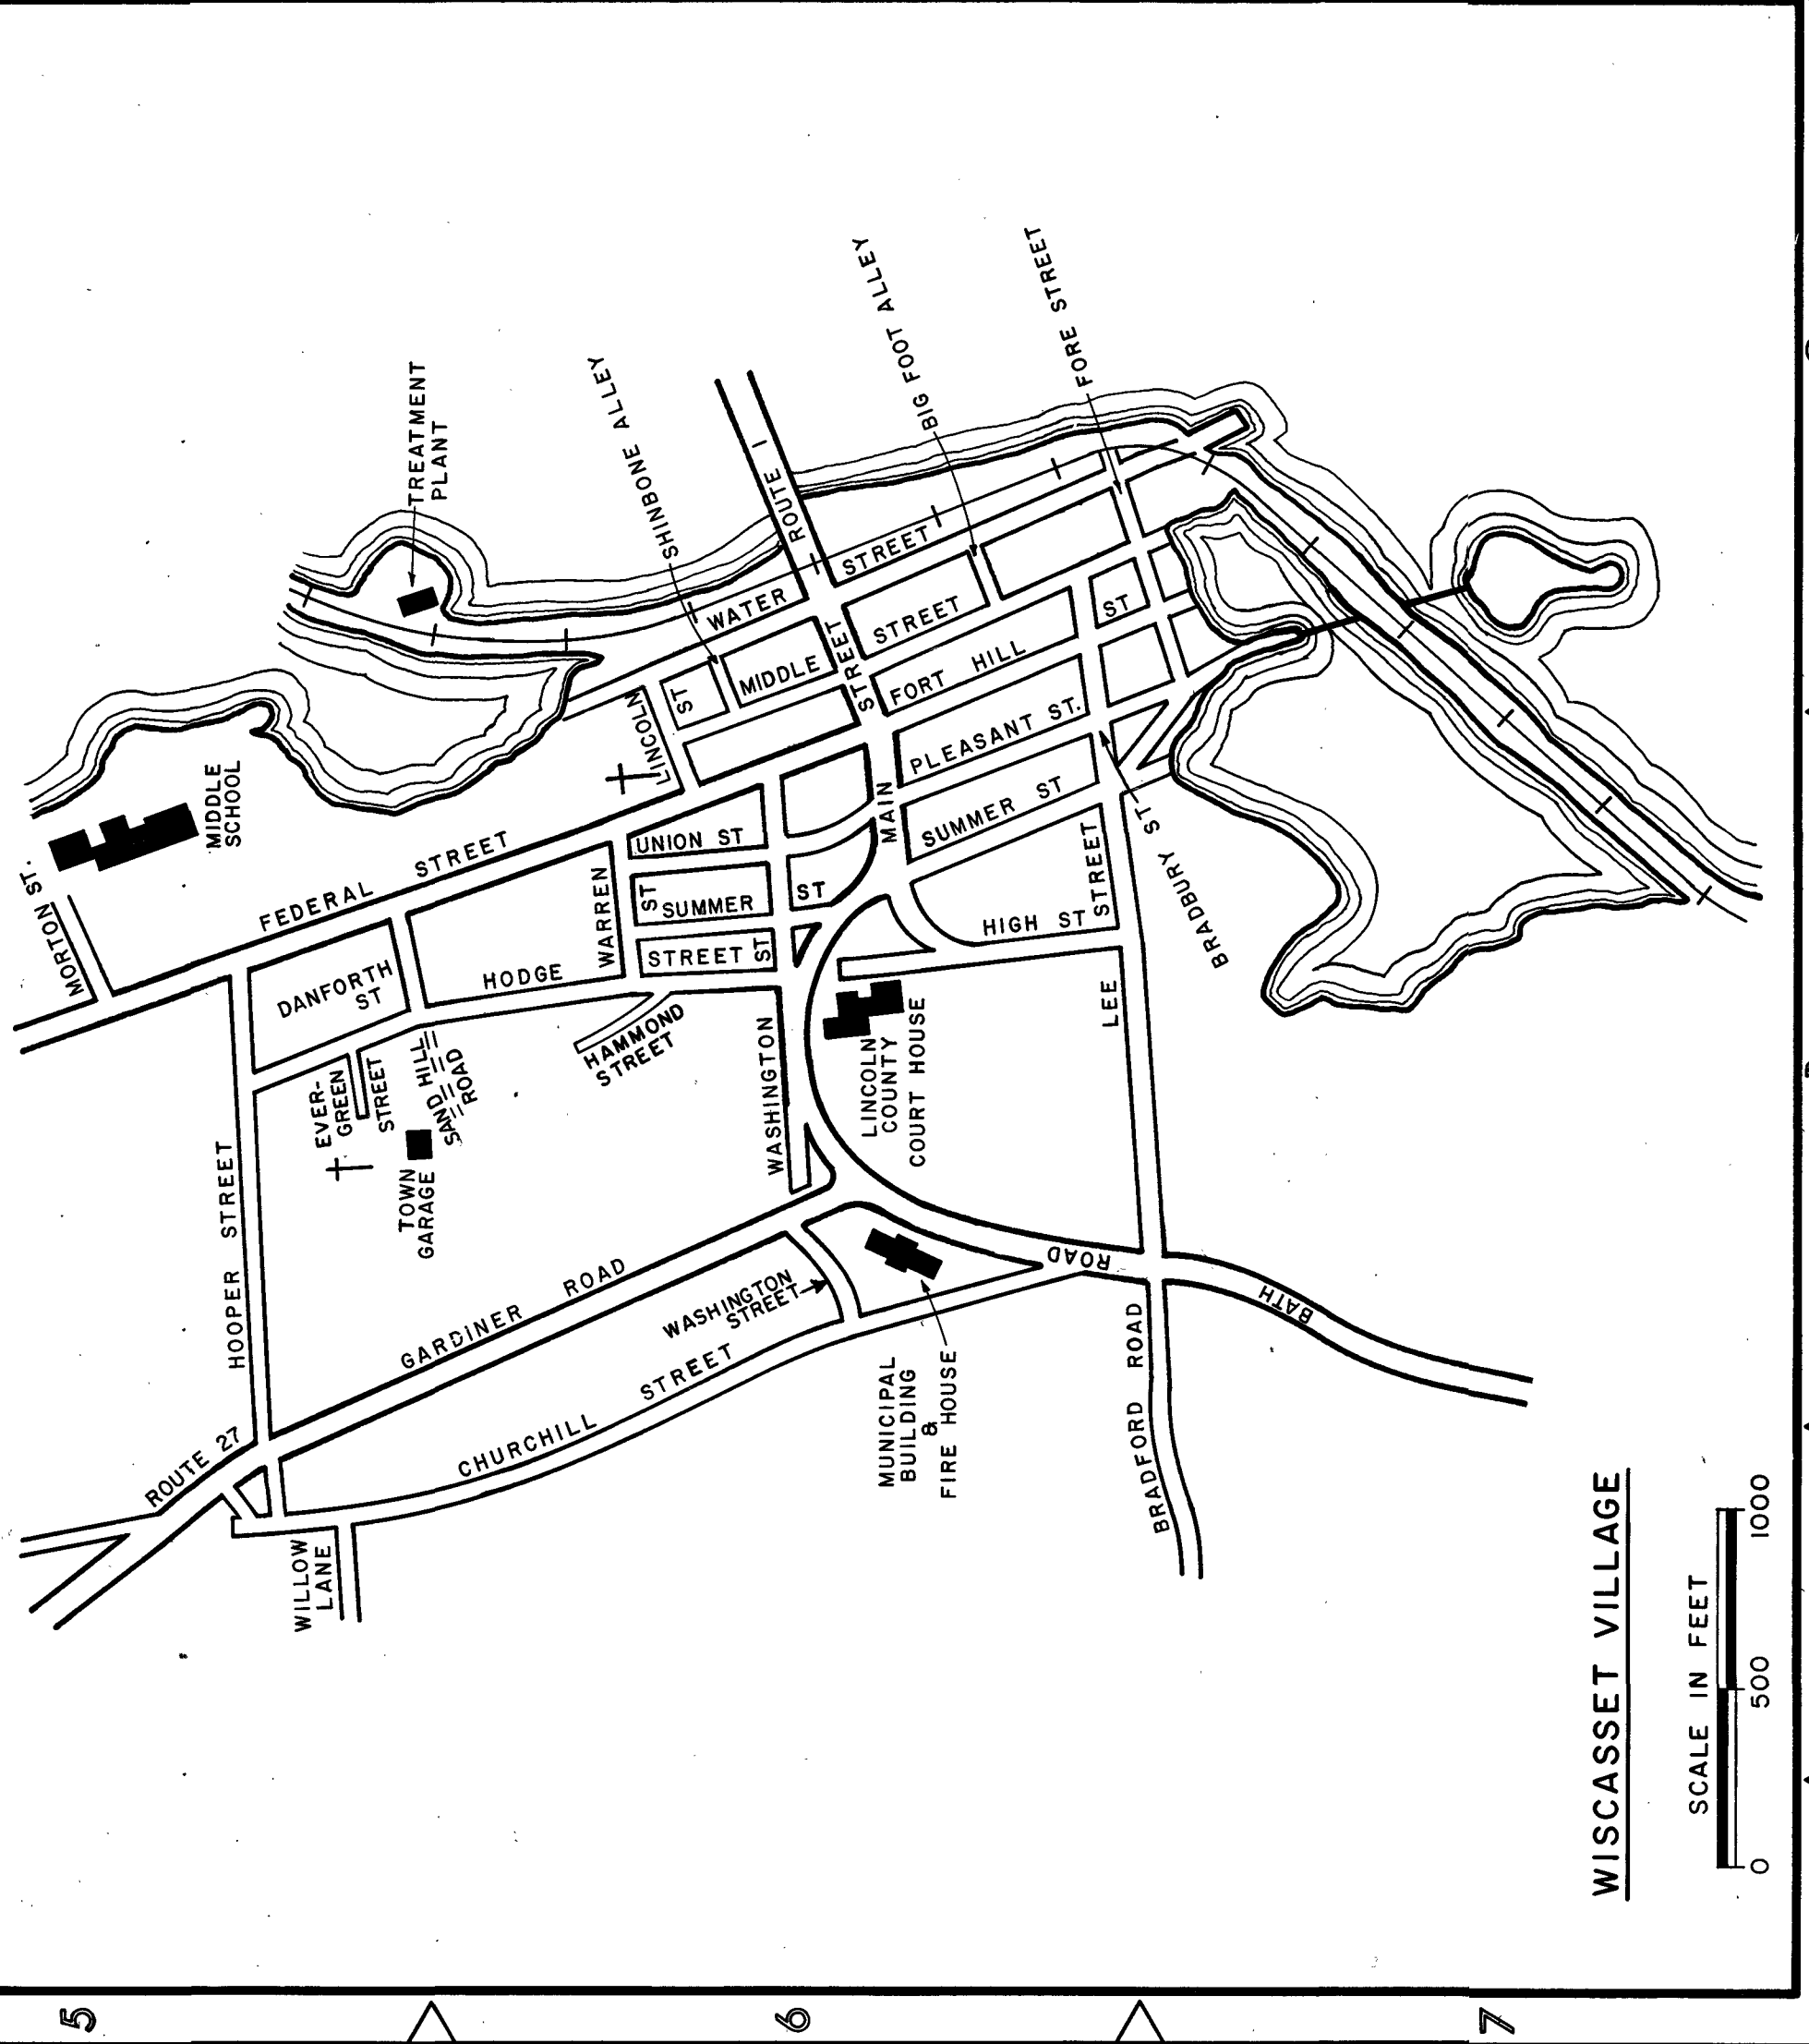 MORTON ST.
MIDDLE
SCHOOL
TREATMENT
PLANT
SHINBONE ALLEY
ROUTE 1
BIG FOOT ALLEY
FORE STREET
FEDERAL STREET
LINCOLN
ST
WATER STREET
MIDDLE STREET
FORT HILL ST
PLEASANT ST.
SUMMER ST
MAIN STREET
HIGH ST
BRADBURY ST
LEE STREET
UNION ST
SUMMER ST
ST
WARREN
ST
HODGE STREET
DANFORTH
ST
HAMMOND
STREET
EVER-
GREEN
STREET
SAND HILL
ROAD
TOWN
GARAGE
WASHINGTON ST
LINCOLN
COUNTY
COURT HOUSE
HOOPER STREET
GARDINER ROAD
ROUTE 27
WASHINGTON
STREET
CHURCHILL STREET
WILLOW
LANE
MUNICIPAL
BUILDING
&
FIRE HOUSE
BATH ROAD
BRADFORD ROAD
WISCASSET VILLAGE
SCALE IN FEET
0 500 1000
5
6
7